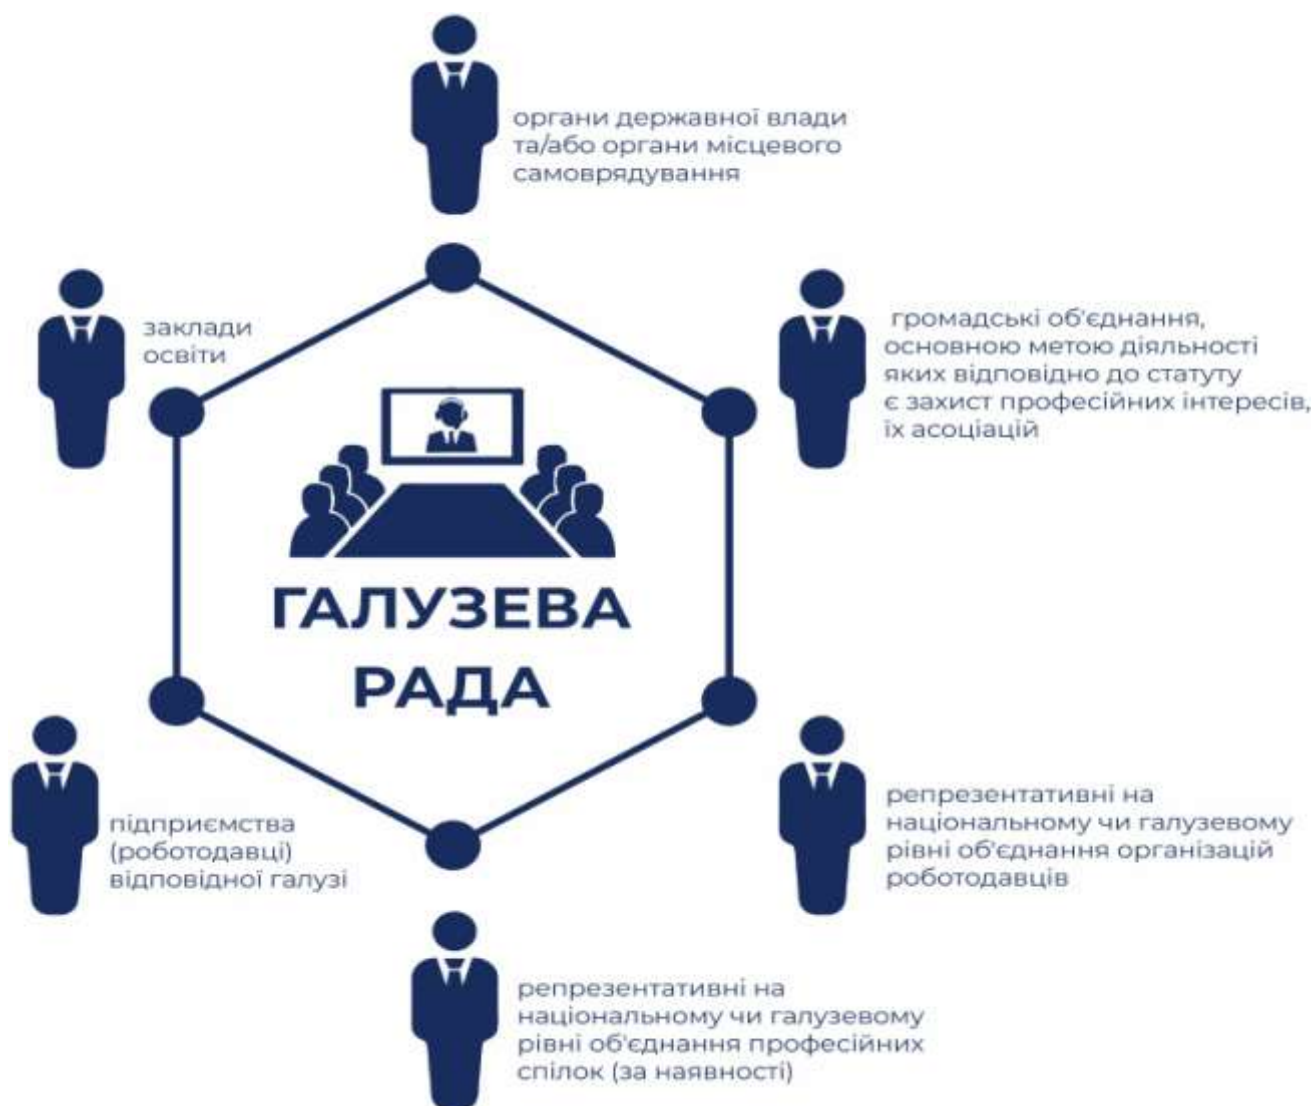 органи державної влади
та/або органи місцевого
самоврядування
заклади
освіти
громадські об'єднання,
основною метою діяльності
яких відповідно до статуту
є захист професійних інтересів,
їх асоціацій
ГАЛУЗЕВА
РАДА
підприємства
(роботодавці)
відповідної галузі
репрезентативні на
національному чи галузевому
рівні об'єднання організацій
роботодавців
репрезентативні на
національному чи галузевому
рівні об'єднання професійних
спілок (за наявності)